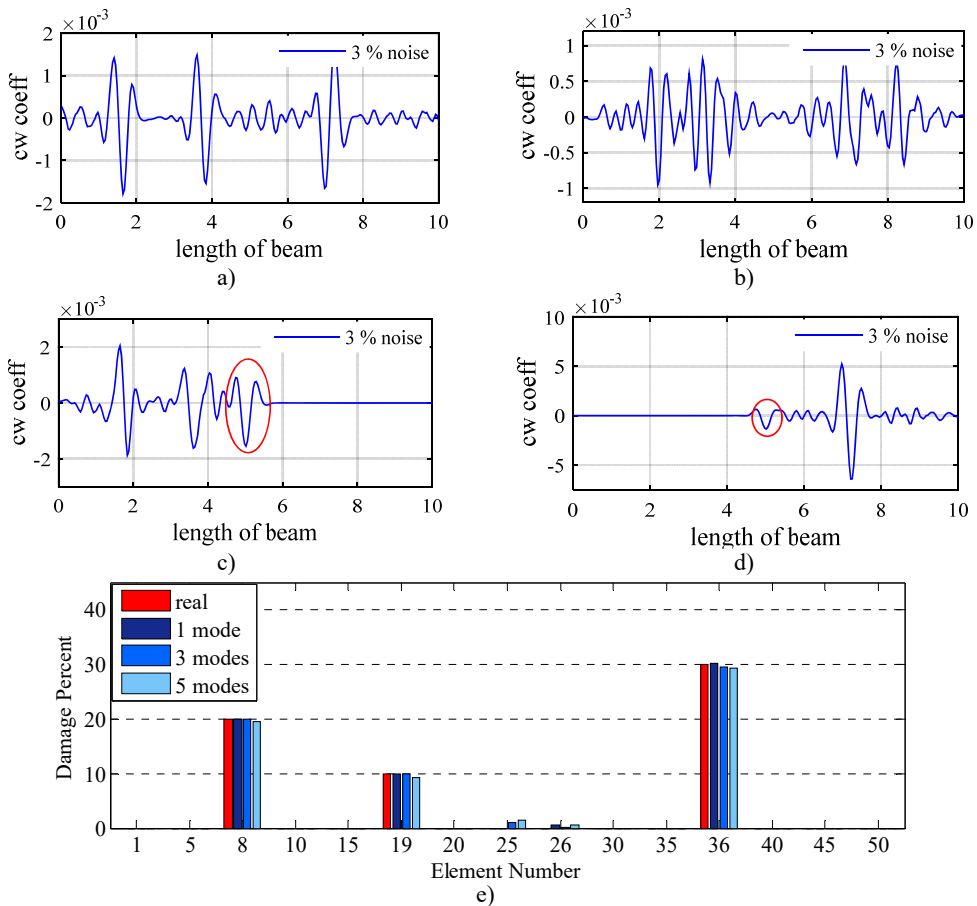 ×10-3
2
1
0
-1
-2
cw coeff
3 % noise
0 2 4 6 8 10
length of beam
a)
×10-3
1
0.5
0
-0.5
-1
cw coeff
3 % noise
0 2 4 6 8 10
length of beam
b)
×10-3
2
0
-2
cw coeff
3 % noise
0 2 4 6 8 10
length of beam
c)
×10-3
10
5
0
-5
cw coeff
3 % noise
0 2 4 6 8 10
length of beam
d)
40
30
20
10
0
Damage Percent
real
1 mode
3 modes
5 modes
1 5 8 10 15 19 20 25 26 30 35 36 40 45 50
Element Number
e)